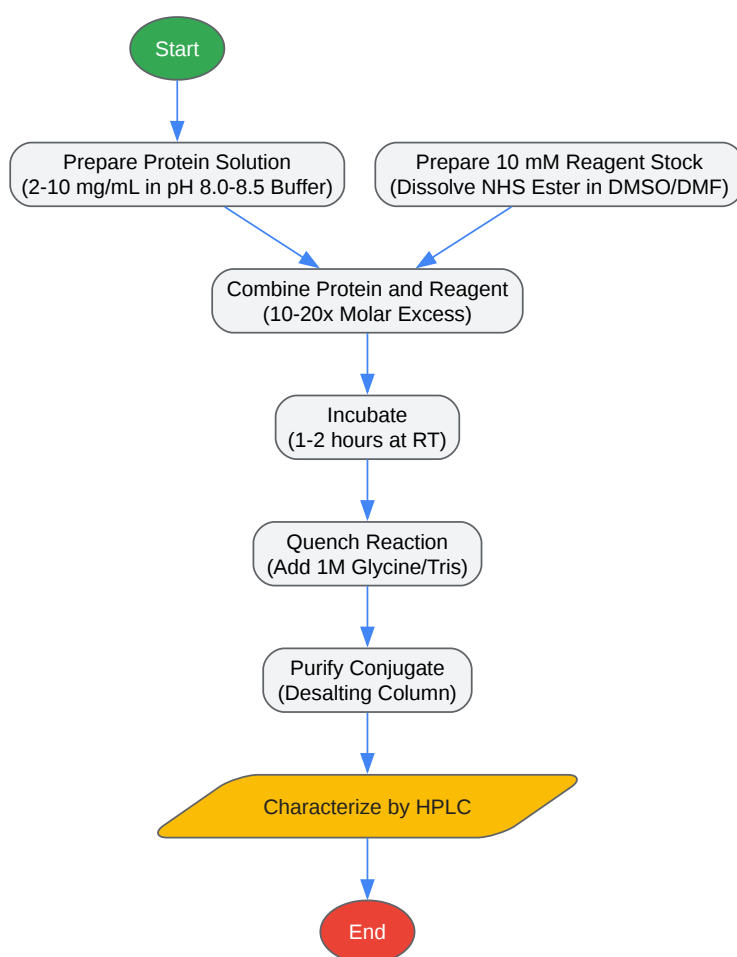 Start
Prepare Protein Solution
(2-10 mg/mL in pH 8.0-8.5 Buffer)
Prepare 10 mM Reagent Stock
(Dissolve NHS Ester in DMSO/DMF)
Combine Protein and Reagent
(10-20x Molar Excess)
Incubate
(1-2 hours at RT)
Quench Reaction
(Add 1M Glycine/Tris)
Purify Conjugate
(Desalting Column)
Characterize by HPLC
End